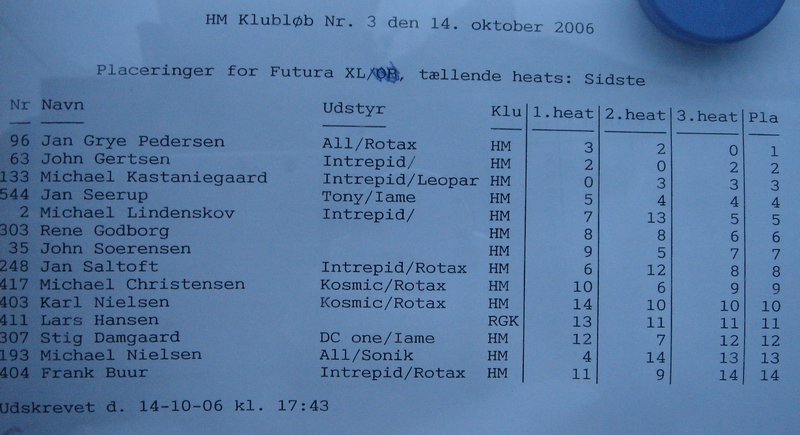 HM Klubløb Nr. 3 den 14. oktober 2006
Placeringer for Futura XL/ , tællende heats: Sidste
Nr Navn Udstyr Klu 1.heat 2.heat 3.heat Pla
96 Jan Grye Pedersen All/Rotax HM 3 2 0 1
63 John Gertsen Intrepid/ HM 2 0 2 2
133 Michael Kastaniegaard Intrepid/Leopar HM 0 3 3 3
544 Jan Seerup Tony/Iame HM 5 4 4 4
2 Michael Lindenskov Intrepid/ HM 7 13 5 5
303 Rene Godborg HM 8 8 6 6
35 John Soerensen HM 9 5 7 7
248 Jan Saltoft Intrepid/Rotax HM 6 12 8 8
417 Michael Christensen Kosmic/Rotax HM 10 6 9 9
403 Karl Nielsen Kosmic/Rotax HM 14 10 10 10
411 Lars Hansen RGK 13 11 11 11
307 Stig Damgaard DC one/Iame HM 12 7 12 12
193 Michael Nielsen All/Sonik HM 4 14 13 13
404 Frank Buur Intrepid/Rotax HM 11 9 14 14
Udskrevet d. 14-10-06 kl. 17:43